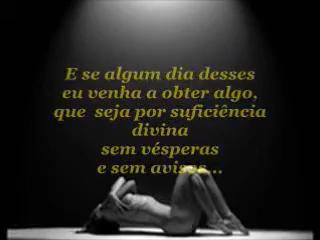 E se algum dia desses
eu venha a obter algo,
que seja por suficiência
divina
sem vésperas
e sem avisos...